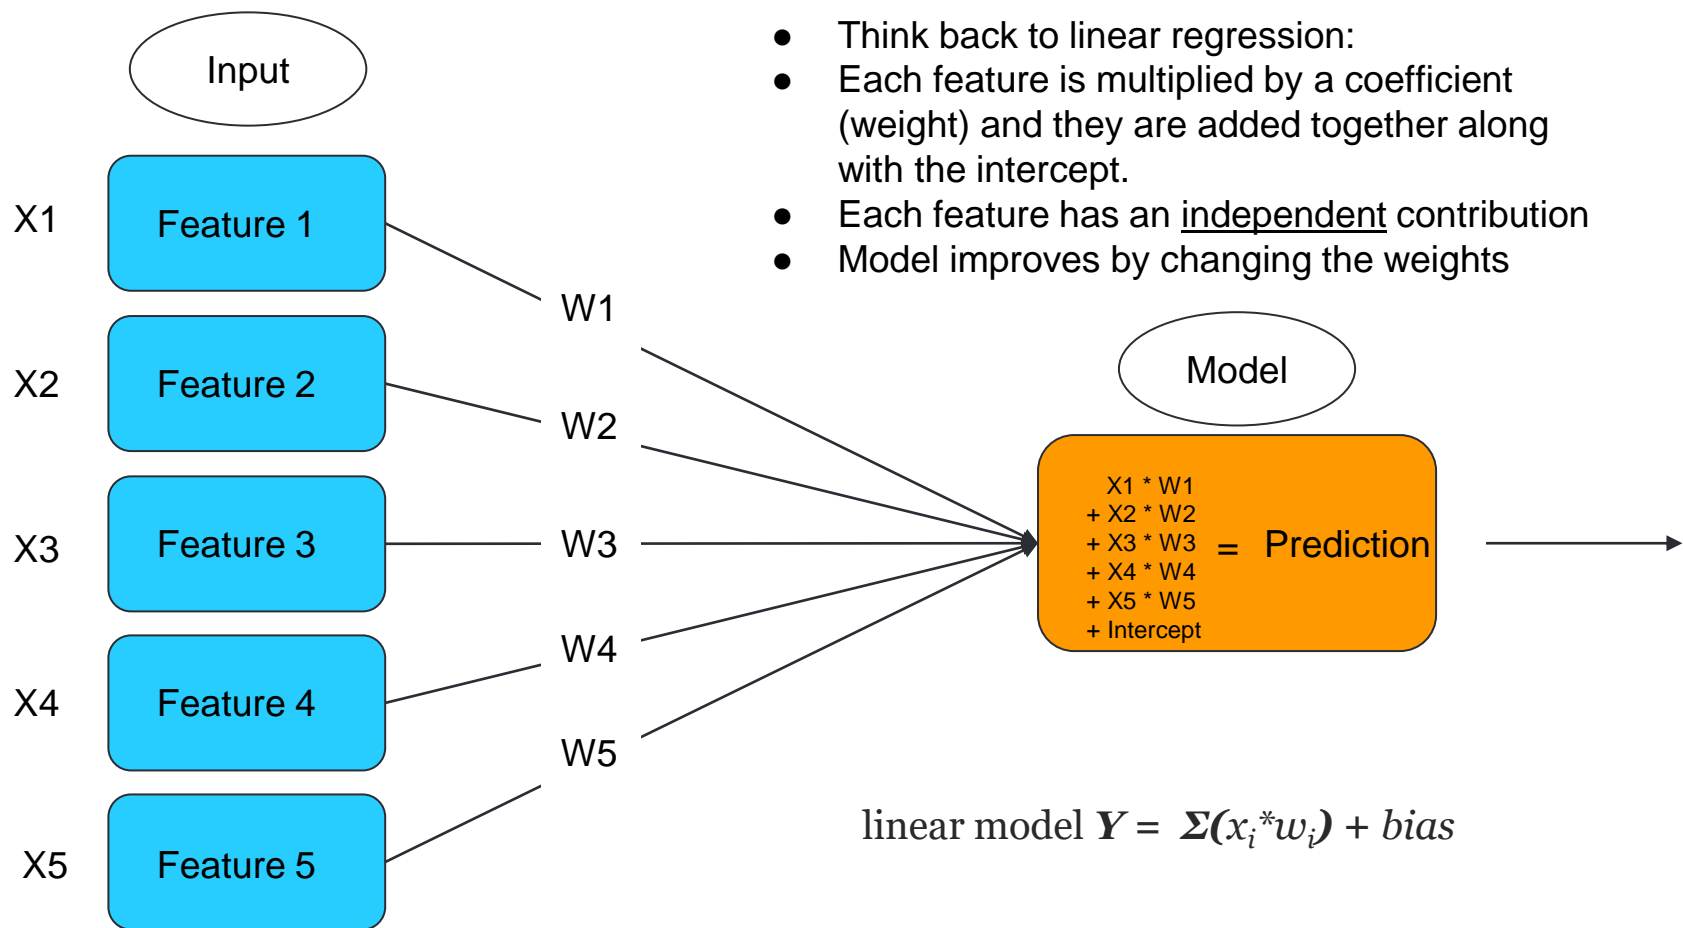 Input
● Think back to linear regression:
● Each feature is multiplied by a coefficient
(weight) and they are added together along
with the intercept.
● Each feature has an independent contribution
● Model improves by changing the weights
X1 Feature 1
W1
X2 Feature 2
W2
X3 Feature 3
W3
X4 Feature 4
W4
X5 Feature 5
W5
Model
X1 * W1
+ X2 * W2
+ X3 * W3 = Prediction
+ X4 * W4
+ X5 * W5
+ Intercept
linear model Y = Σ(xᵢ*wᵢ) + bias